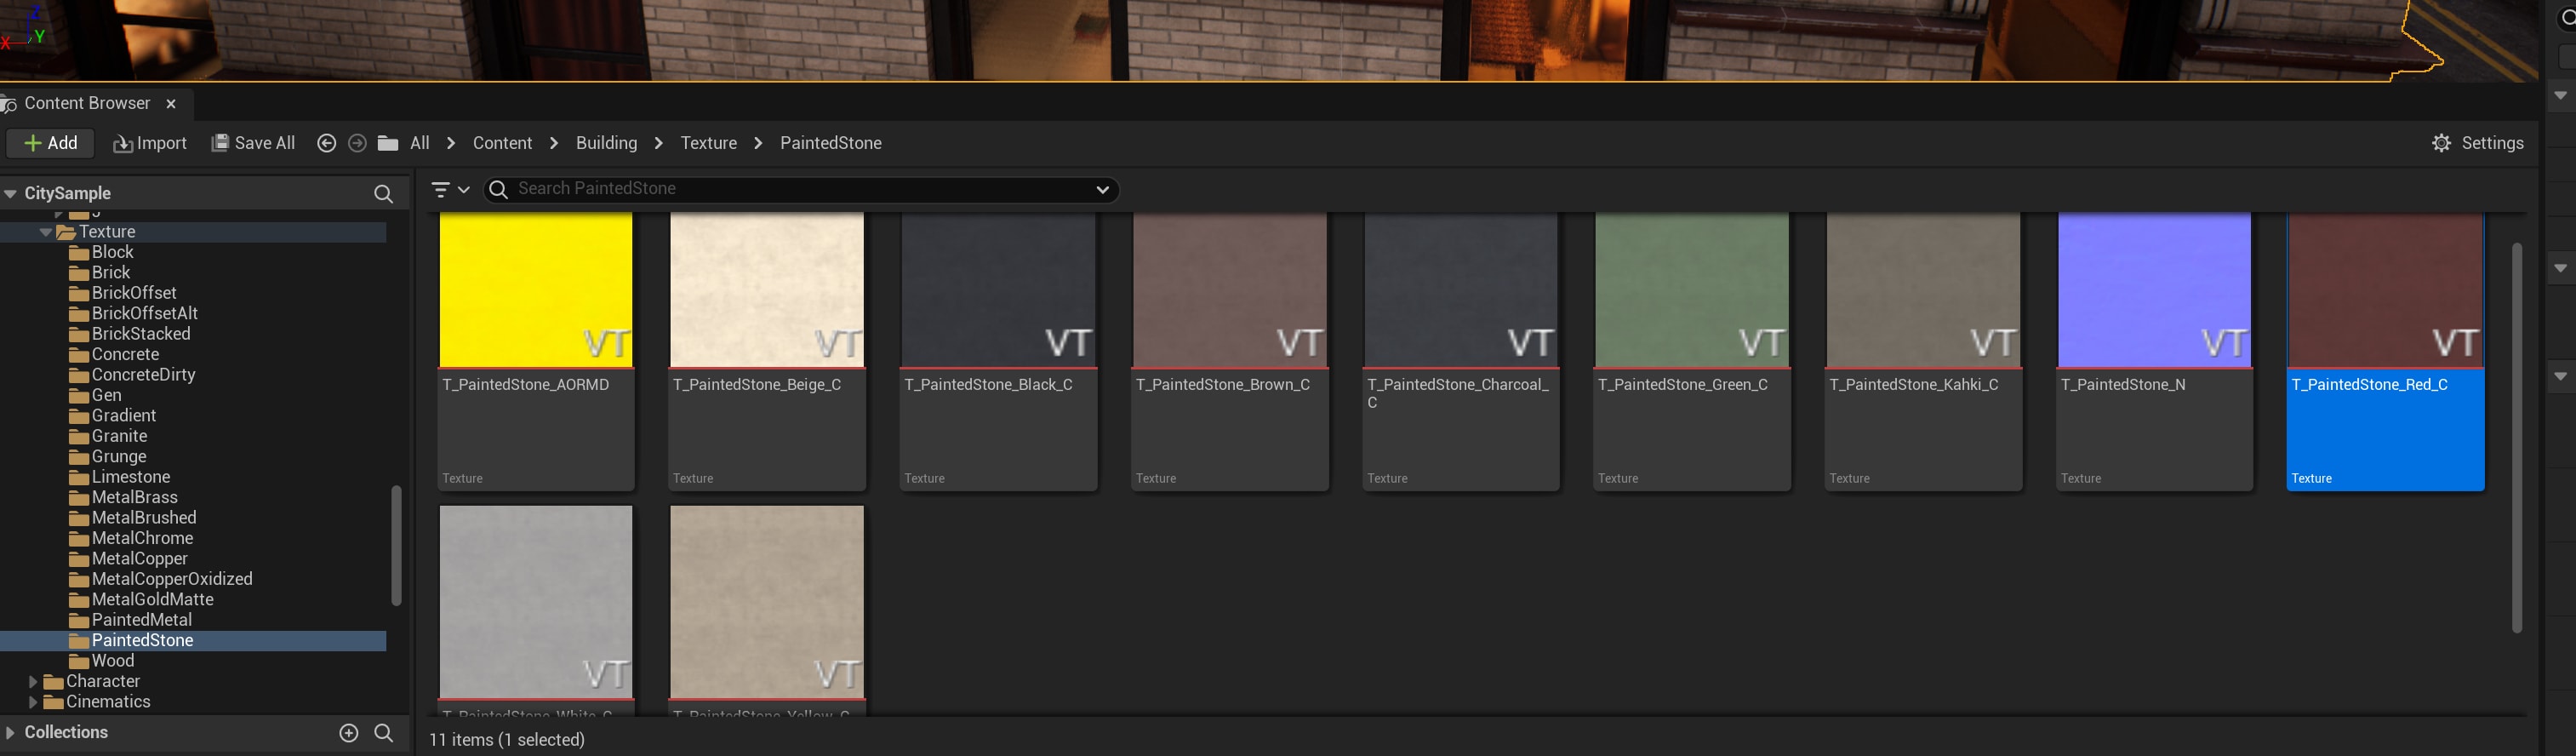 Z
X
Y
Content Browser
Add
Import
Save All
All
Content
Building
Texture
PaintedStone
Settings
CitySample
Search PaintedStone
Texture
Block
Brick
BrickOffset
BrickOffsetAlt
BrickStacked
Concrete
ConcreteDirty
Gen
Gradient
Granite
Grunge
Limestone
MetalBrass
MetalBrushed
MetalChrome
MetalCopper
MetalCopperOxidized
MetalGoldMatte
PaintedMetal
PaintedStone
Wood
Character
Cinematics
Collections
VT
T_PaintedStone_AORMD
Texture
VT
T_PaintedStone_Beige_C
Texture
VT
T_PaintedStone_Black_C
Texture
VT
T_PaintedStone_Brown_C
Texture
VT
T_PaintedStone_Charcoal_
C
Texture
VT
T_PaintedStone_Green_C
Texture
VT
T_PaintedStone_Kahki_C
Texture
VT
T_PaintedStone_N
Texture
VT
T_PaintedStone_Red_C
Texture
VT
T_PaintedStone_White_C
VT
T_PaintedStone_Yellow_C
11 items (1 selected)